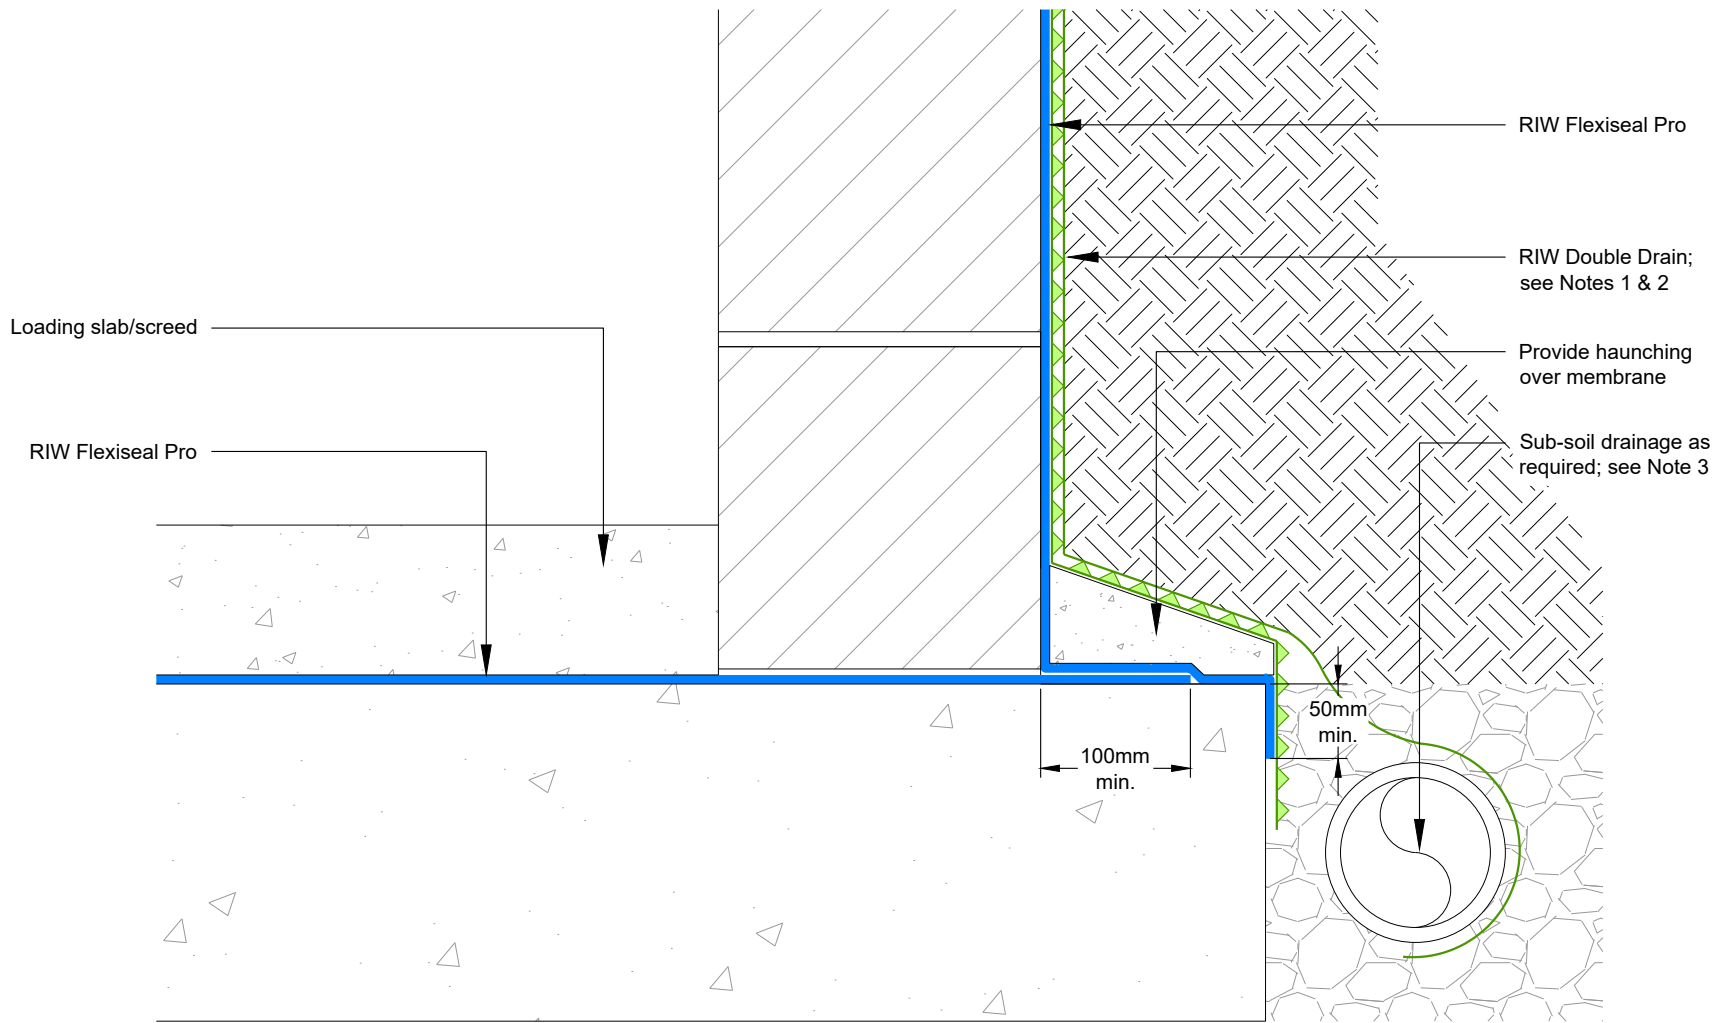 RIW Flexiseal Pro
RIW Double Drain;
see Notes 1 & 2
Loading slab/screed
Provide haunching
over membrane
RIW Flexiseal Pro
Sub-soil drainage as
required; see Note 3
50mm
min.
100mm
min.